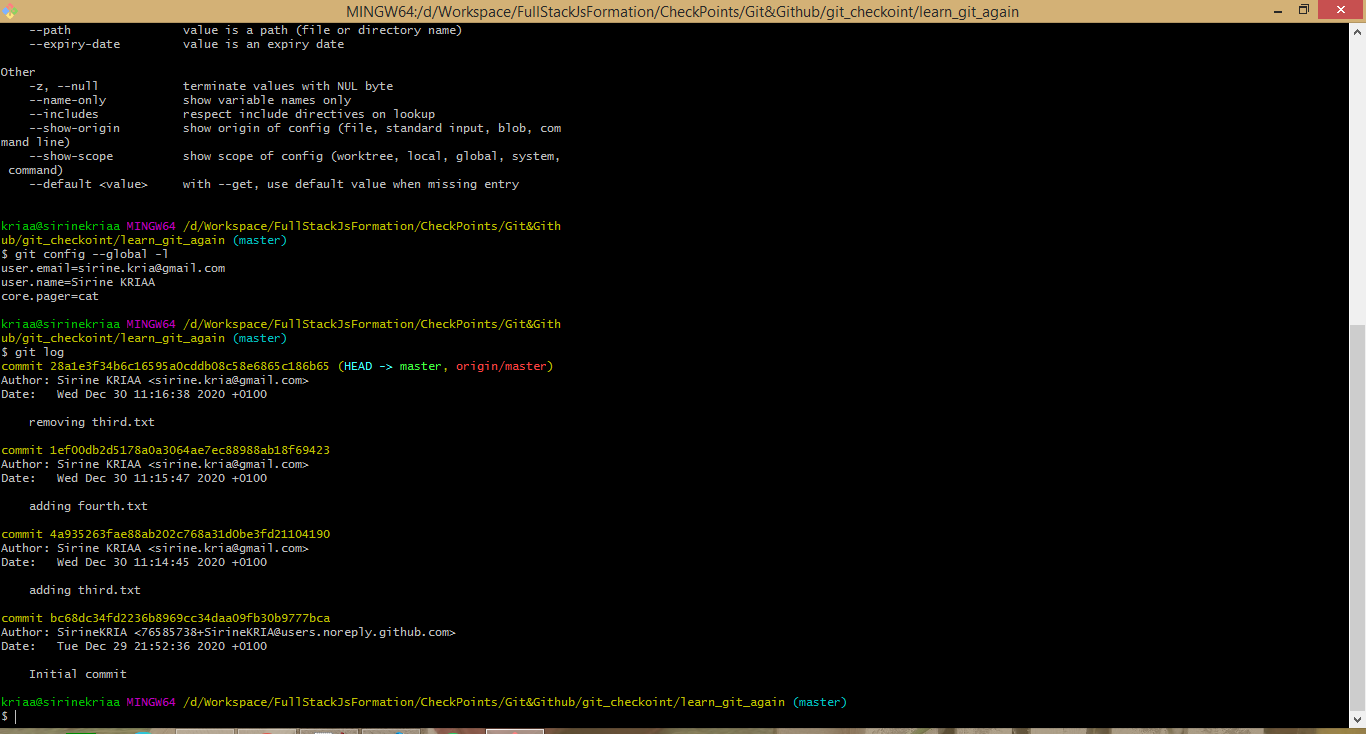 MINGW64:/d/Workspace/FullStackJsFormation/CheckPoints/Git&Github/git_checkoint/learn_git_again
--path value is a path (file or directory name)
--expiry-date value is an expiry date
Other
-z, --null terminate values with NUL byte
--name-only show variable names only
--includes respect include directives on lookup
--show-origin show origin of config (file, standard input, blob, com
mand line)
--show-scope show scope of config (worktree, local, global, system,
command)
--default <value> with --get, use default value when missing entry
kriaa@sirinekriaa MINGW64 /d/Workspace/FullStackJsFormation/CheckPoints/Git&Gith
ub/git_checkoint/learn_git_again (master)
$ git config --global -l
user.email=sirine.kria@gmail.com
user.name=Sirine KRIAA
core.pager=cat
kriaa@sirinekriaa MINGW64 /d/Workspace/FullStackJsFormation/CheckPoints/Git&Gith
ub/git_checkoint/learn_git_again (master)
$ git log
commit 28a1e3f34b6c16595a0cddb08c58e6865c186b65 (HEAD -> master, origin/master)
Author: Sirine KRIAA <sirine.kria@gmail.com>
Date: Wed Dec 30 11:16:38 2020 +0100
removing third.txt
commit 1ef00db2d5178a0a3064ae7ec88988ab18f69423
Author: Sirine KRIAA <sirine.kria@gmail.com>
Date: Wed Dec 30 11:15:47 2020 +0100
adding fourth.txt
commit 4a935263fae88ab202c768a31d0be3fd21104190
Author: Sirine KRIAA <sirine.kria@gmail.com>
Date: Wed Dec 30 11:14:45 2020 +0100
adding third.txt
commit bc68dc34fd2236b8969cc34daa09fb30b9777bca
Author: SirineKRIA <76585738+SirineKRIA@users.noreply.github.com>
Date: Tue Dec 29 21:52:36 2020 +0100
Initial commit
kriaa@sirinekriaa MINGW64 /d/Workspace/FullStackJsFormation/CheckPoints/Git&Github/git_checkoint/learn_git_again (master)
$